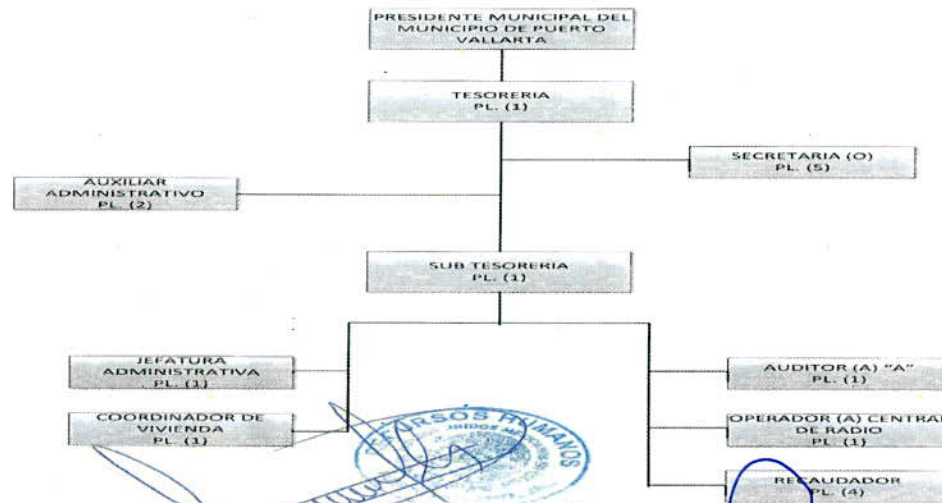 PRESIDENTE MUNICIPAL DEL
MUNICIPIO DE PUERTO
VALLARTA
TESORERIA
PL. (1)
SECRETARIA (O)
PL. (5)
AUXILIAR
ADMINISTRATIVO
PL. (2)
SUB TESORERIA
PL. (1)
JEFATURA
ADMINISTRATIVA
PL. (1)
AUDITOR (A) "A"
PL. (1)
COORDINADOR DE
VIVIENDA
PL. (1)
OPERADOR (A) CENTRAL
DE RADIO
PL. (1)
RECAUDADOR
PL. (4)
RECURSOS HUMANOS